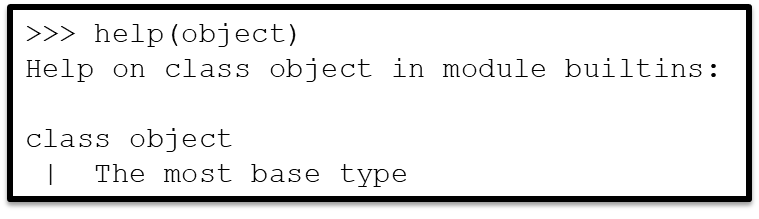 >>> help(object)
Help on class object in module builtins:

class object
 |  The most base type